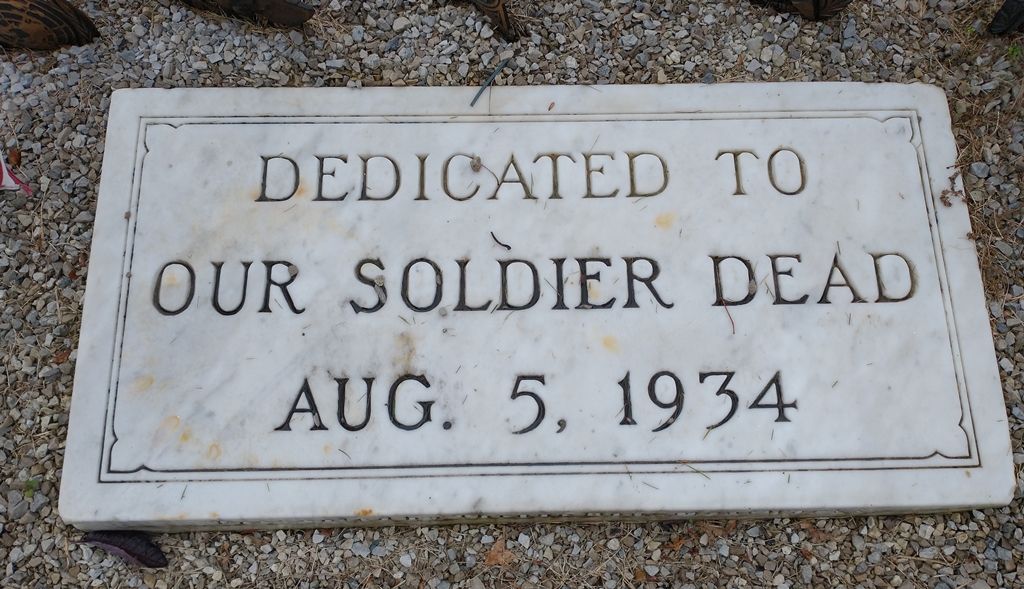 DEDICATED TO
OUR SOLDIER DEAD
AUG. 5, 1934